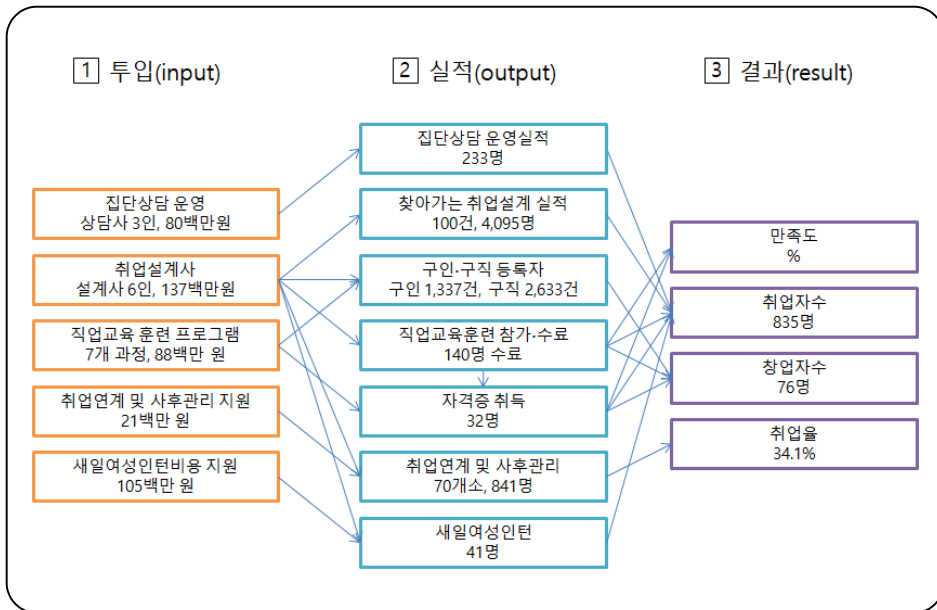 1 투입(input)
집단상담 운영
상담사 3인, 80백만원
취업설계사
설계사 6인, 137백만원
직업교육 훈련 프로그램
7개 과정, 88백만 원
취업연계 및 사후관리 지원
21백만 원
새일여성인턴비용 지원
105백만 원
2 실적(output)
집단상담 운영실적
233명
찾아가는 취업설계 실적
100건, 4,095명
구인·구직 등록자
구인 1,337건, 구직 2,633건
직업교육훈련 참가·수료
140명 수료
자격증 취득
32명
취업연계 및 사후관리
70개소, 841명
새일여성인턴
41명
3 결과(result)
만족도
%
취업자수
835명
창업자수
76명
취업율
34.1%